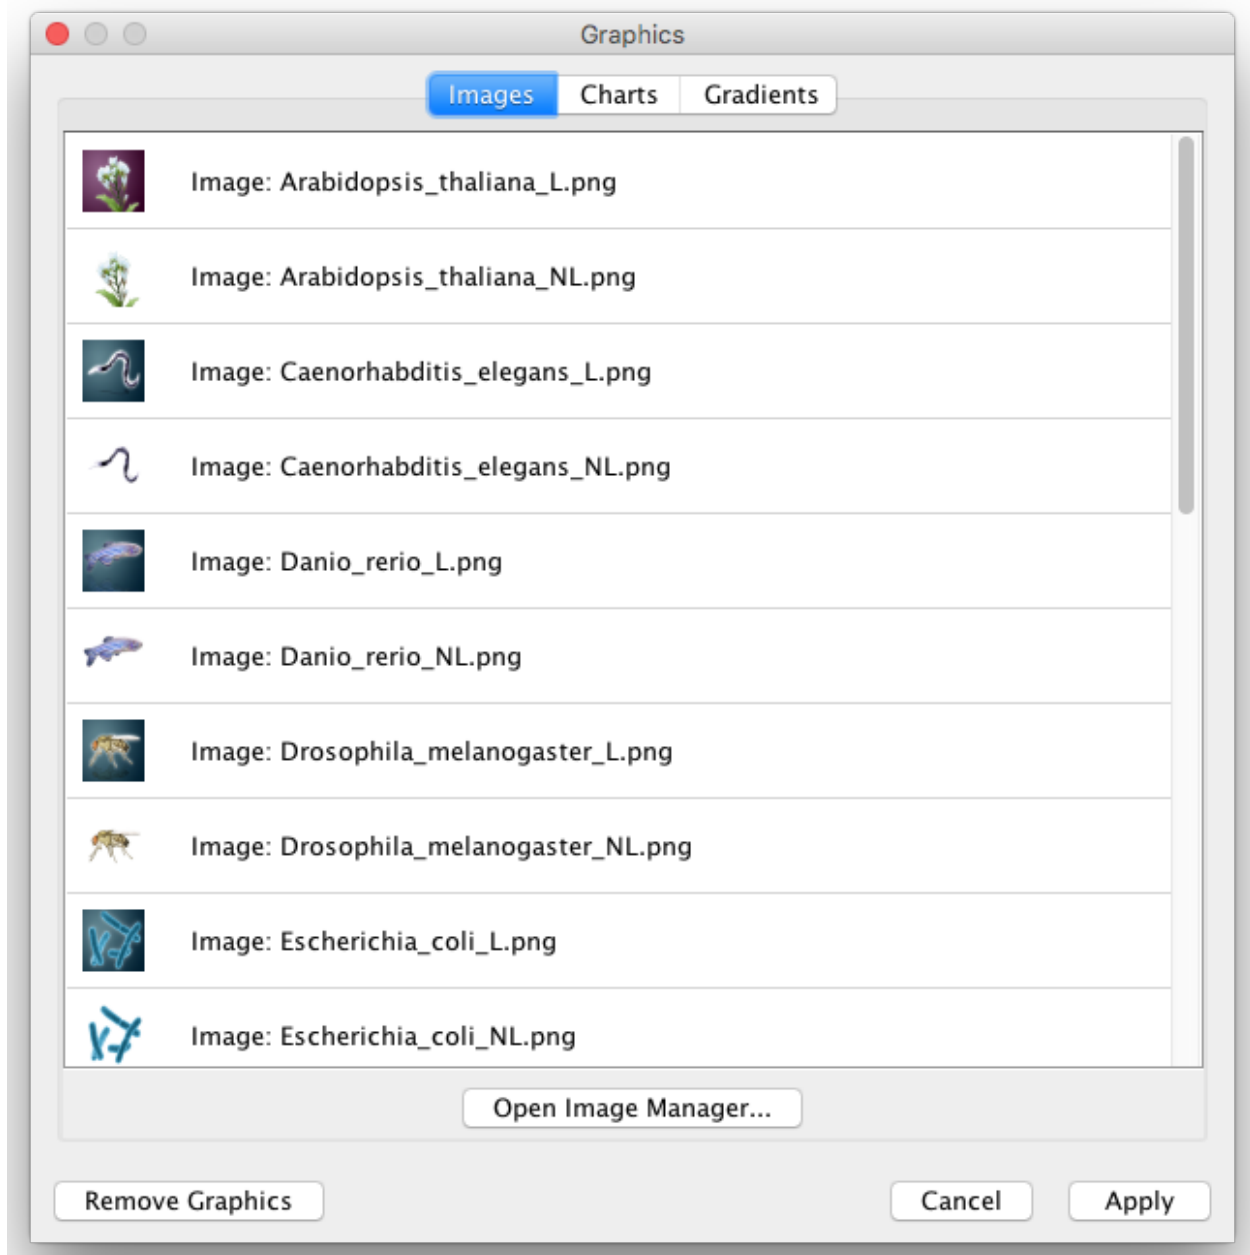 Graphics
Images Charts Gradients
Image: Arabidopsis_thaliana_L.png
Image: Arabidopsis_thaliana_NL.png
Image: Caenorhabditis_elegans_L.png
Image: Caenorhabditis_elegans_NL.png
Image: Danio_rerio_L.png
Image: Danio_rerio_NL.png
Image: Drosophila_melanogaster_L.png
Image: Drosophila_melanogaster_NL.png
Image: Escherichia_coli_L.png
Image: Escherichia_coli_NL.png
Open Image Manager...
Remove Graphics Cancel Apply